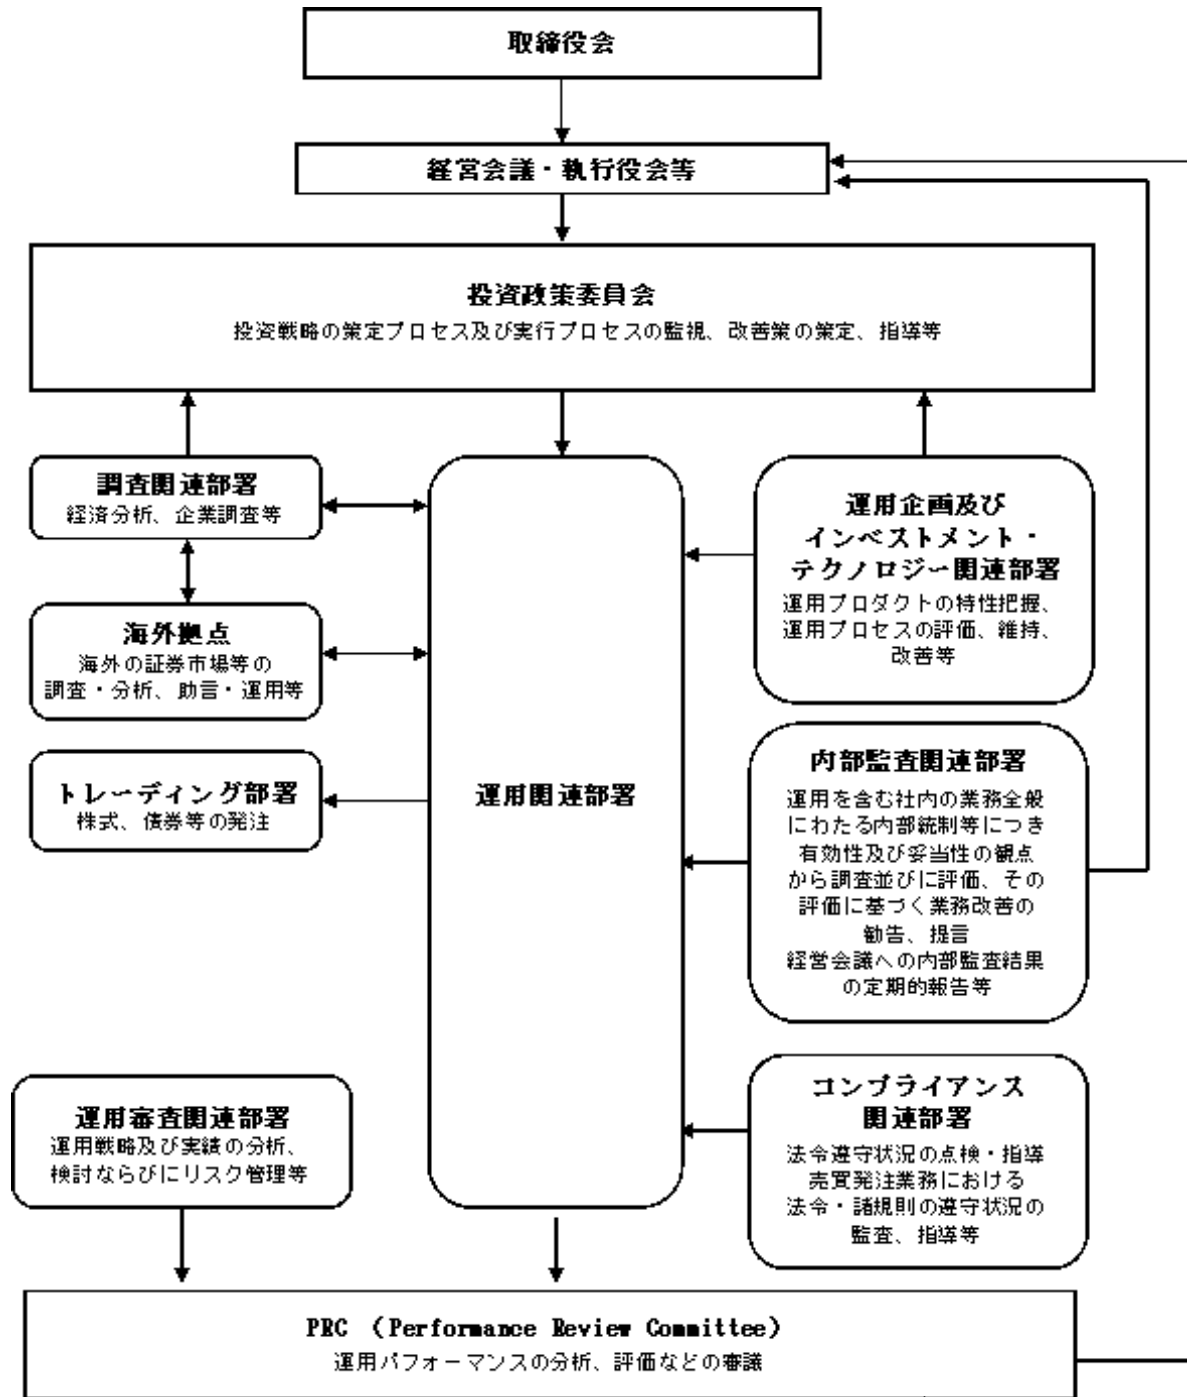 取締役会
経営会議・執行役会等
投資政策委員会
投資戦略の策定プロセス及び実行プロセスの監視、改善策の策定、指導等
調査関連部署
経済分析、企業調査等
海外拠点
海外の証券市場等の
調査・分析、助言・運用等
トレーディング部署
株式、債券等の発注
運用関連部署
運用企画及び
インベストメント・
テクノロジー関連部署
運用プロダクトの特性把握、
運用プロセスの評価、維持、
改善等
内部監査関連部署
運用を含む社内の業務全般
にわたる内部統制等につき
有効性及び妥当性の観点
から調査並びに評価、その
評価に基づく業務改善の
勧告、提言
経営会議への内部監査結果
の定期的報告等
コンプライアンス
関連部署
法令遵守状況の点検・指導
売買発注業務における
法令・諸規則の遵守状況の
監査、指導等
運用審査関連部署
運用戦略及び実績の分析、
検討ならびにリスク管理等
PRC （Performance Review Committee）
運用パフォーマンスの分析、評価などの審議